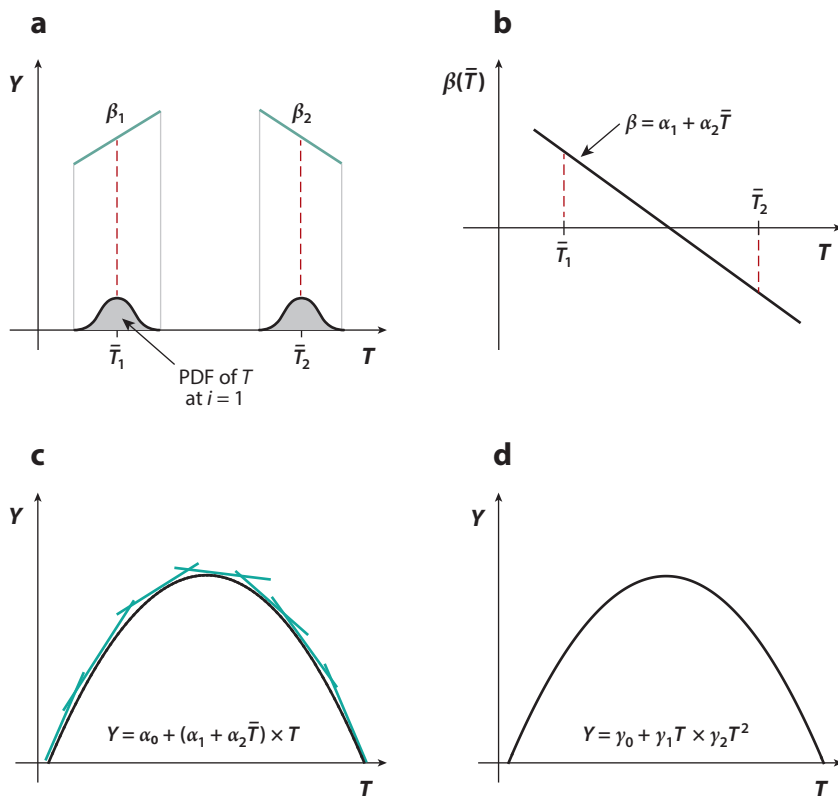 a
Y
β₁
β₂
T̄₁
T̄₂
T
PDF of T
at i = 1
b
β(T̄)
β = α₁ + α₂T̄
T̄₁
T̄₂
T
c
Y
Y = α₀ + (α₁ + α₂T̄) × T
T
d
Y
Y = γ₀ + γ₁T × γ₂T²
T